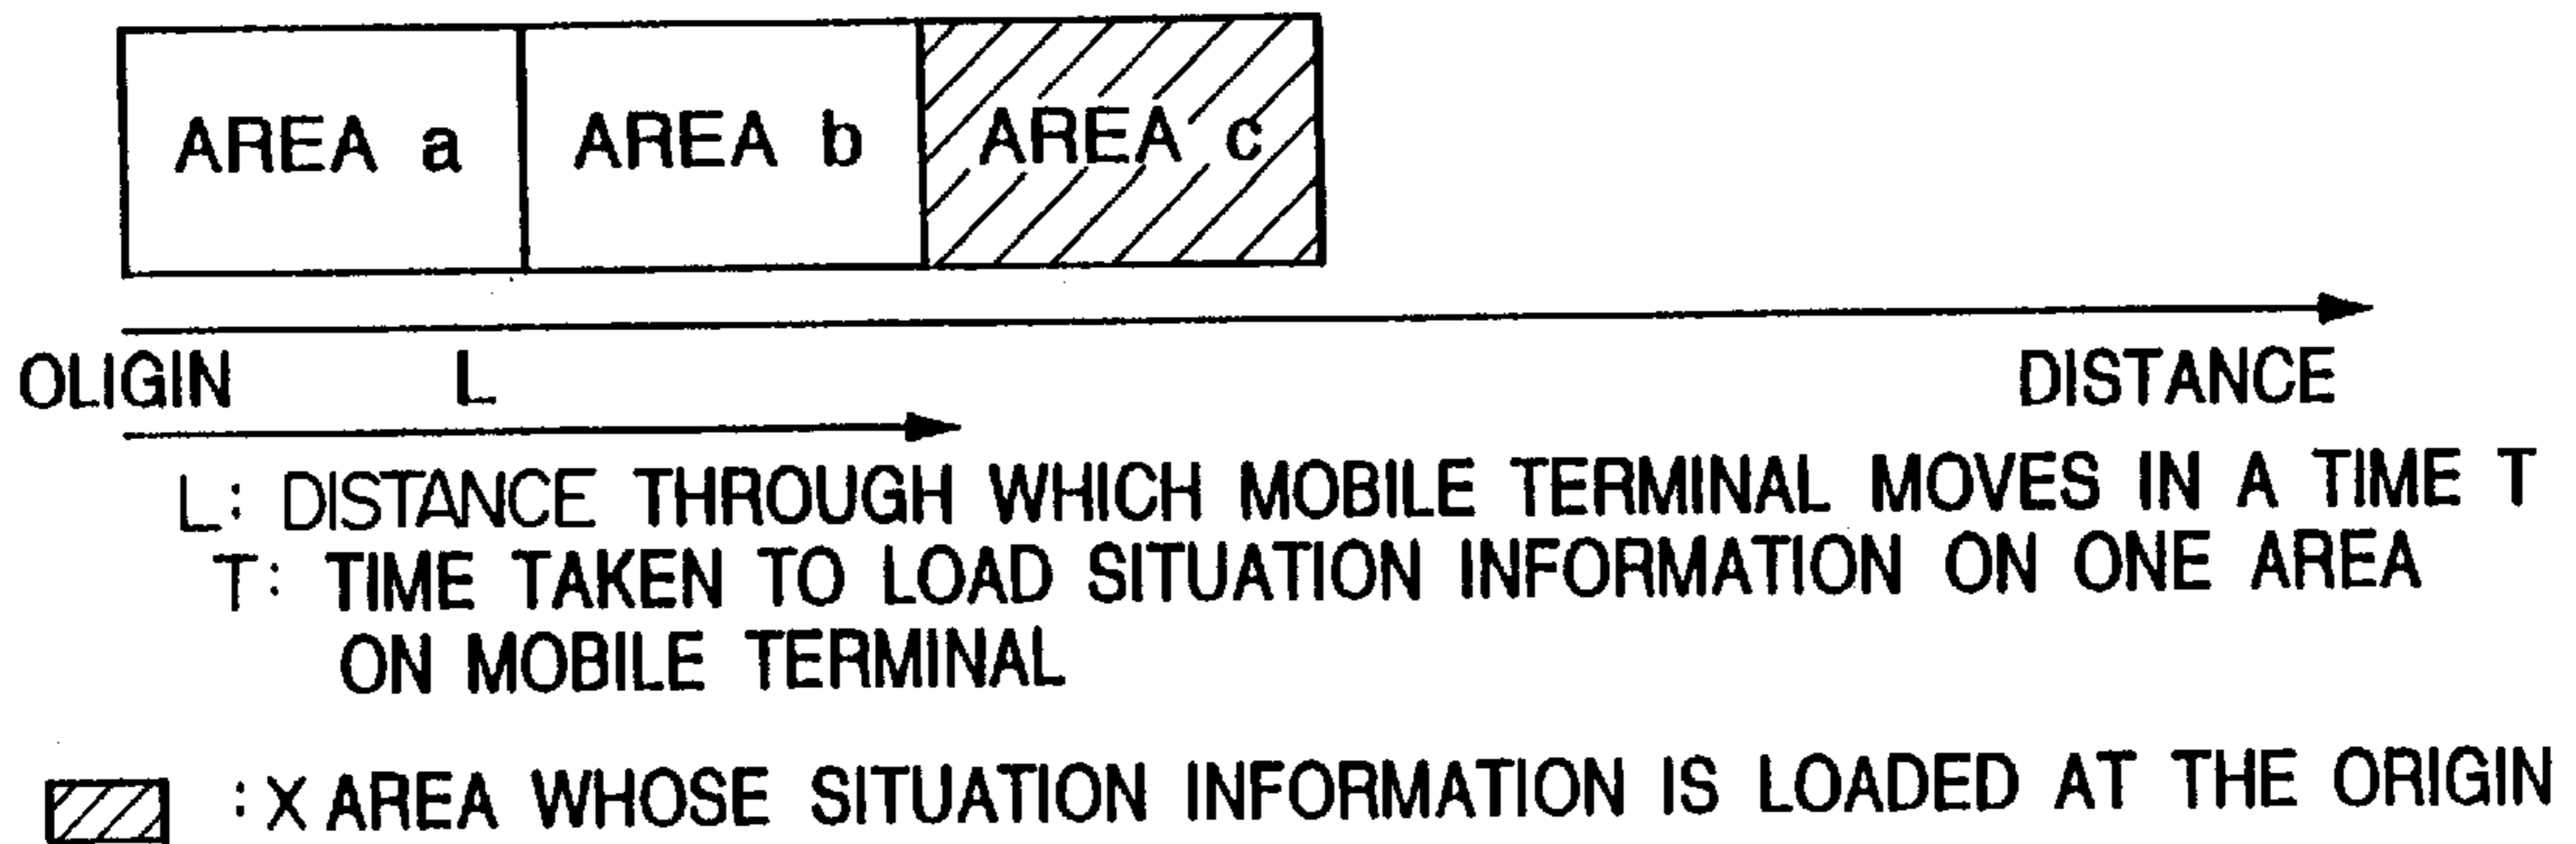 AREA a AREA b AREA c
OLIGIN L DISTANCE
L: DISTANCE THROUGH WHICH MOBILE TERMINAL MOVES IN A TIME T
T: TIME TAKEN TO LOAD SITUATION INFORMATION ON ONE AREA
ON MOBILE TERMINAL
:X AREA WHOSE SITUATION INFORMATION IS LOADED AT THE ORIGIN